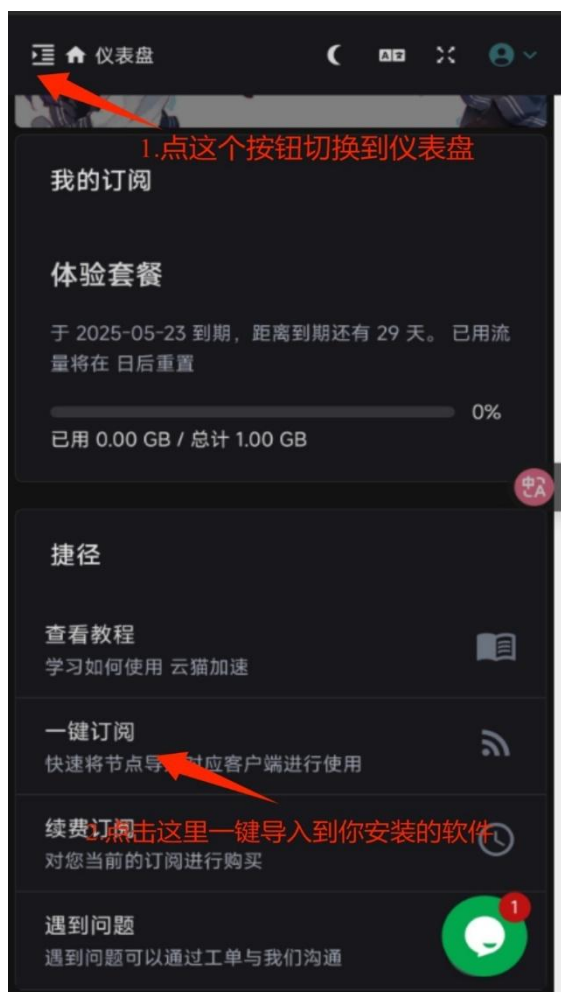 仪表盘
1.点这个按钮切换到仪表盘
我的订阅
体验套餐
于 2025-05-23 到期，距离到期还有 29 天。 已用流
量将在 日后重置
0%
已用 0.00 GB / 总计 1.00 GB
中A
捷径
查看教程
学习如何使用 云猫加速
一键订阅
快速将节点导 对应客户端进行使用
续费订阅
2.点击这里一键导入到你安装的软件
对您当前的订阅进行购买
1
遇到问题
遇到问题可以通过工单与我们沟通